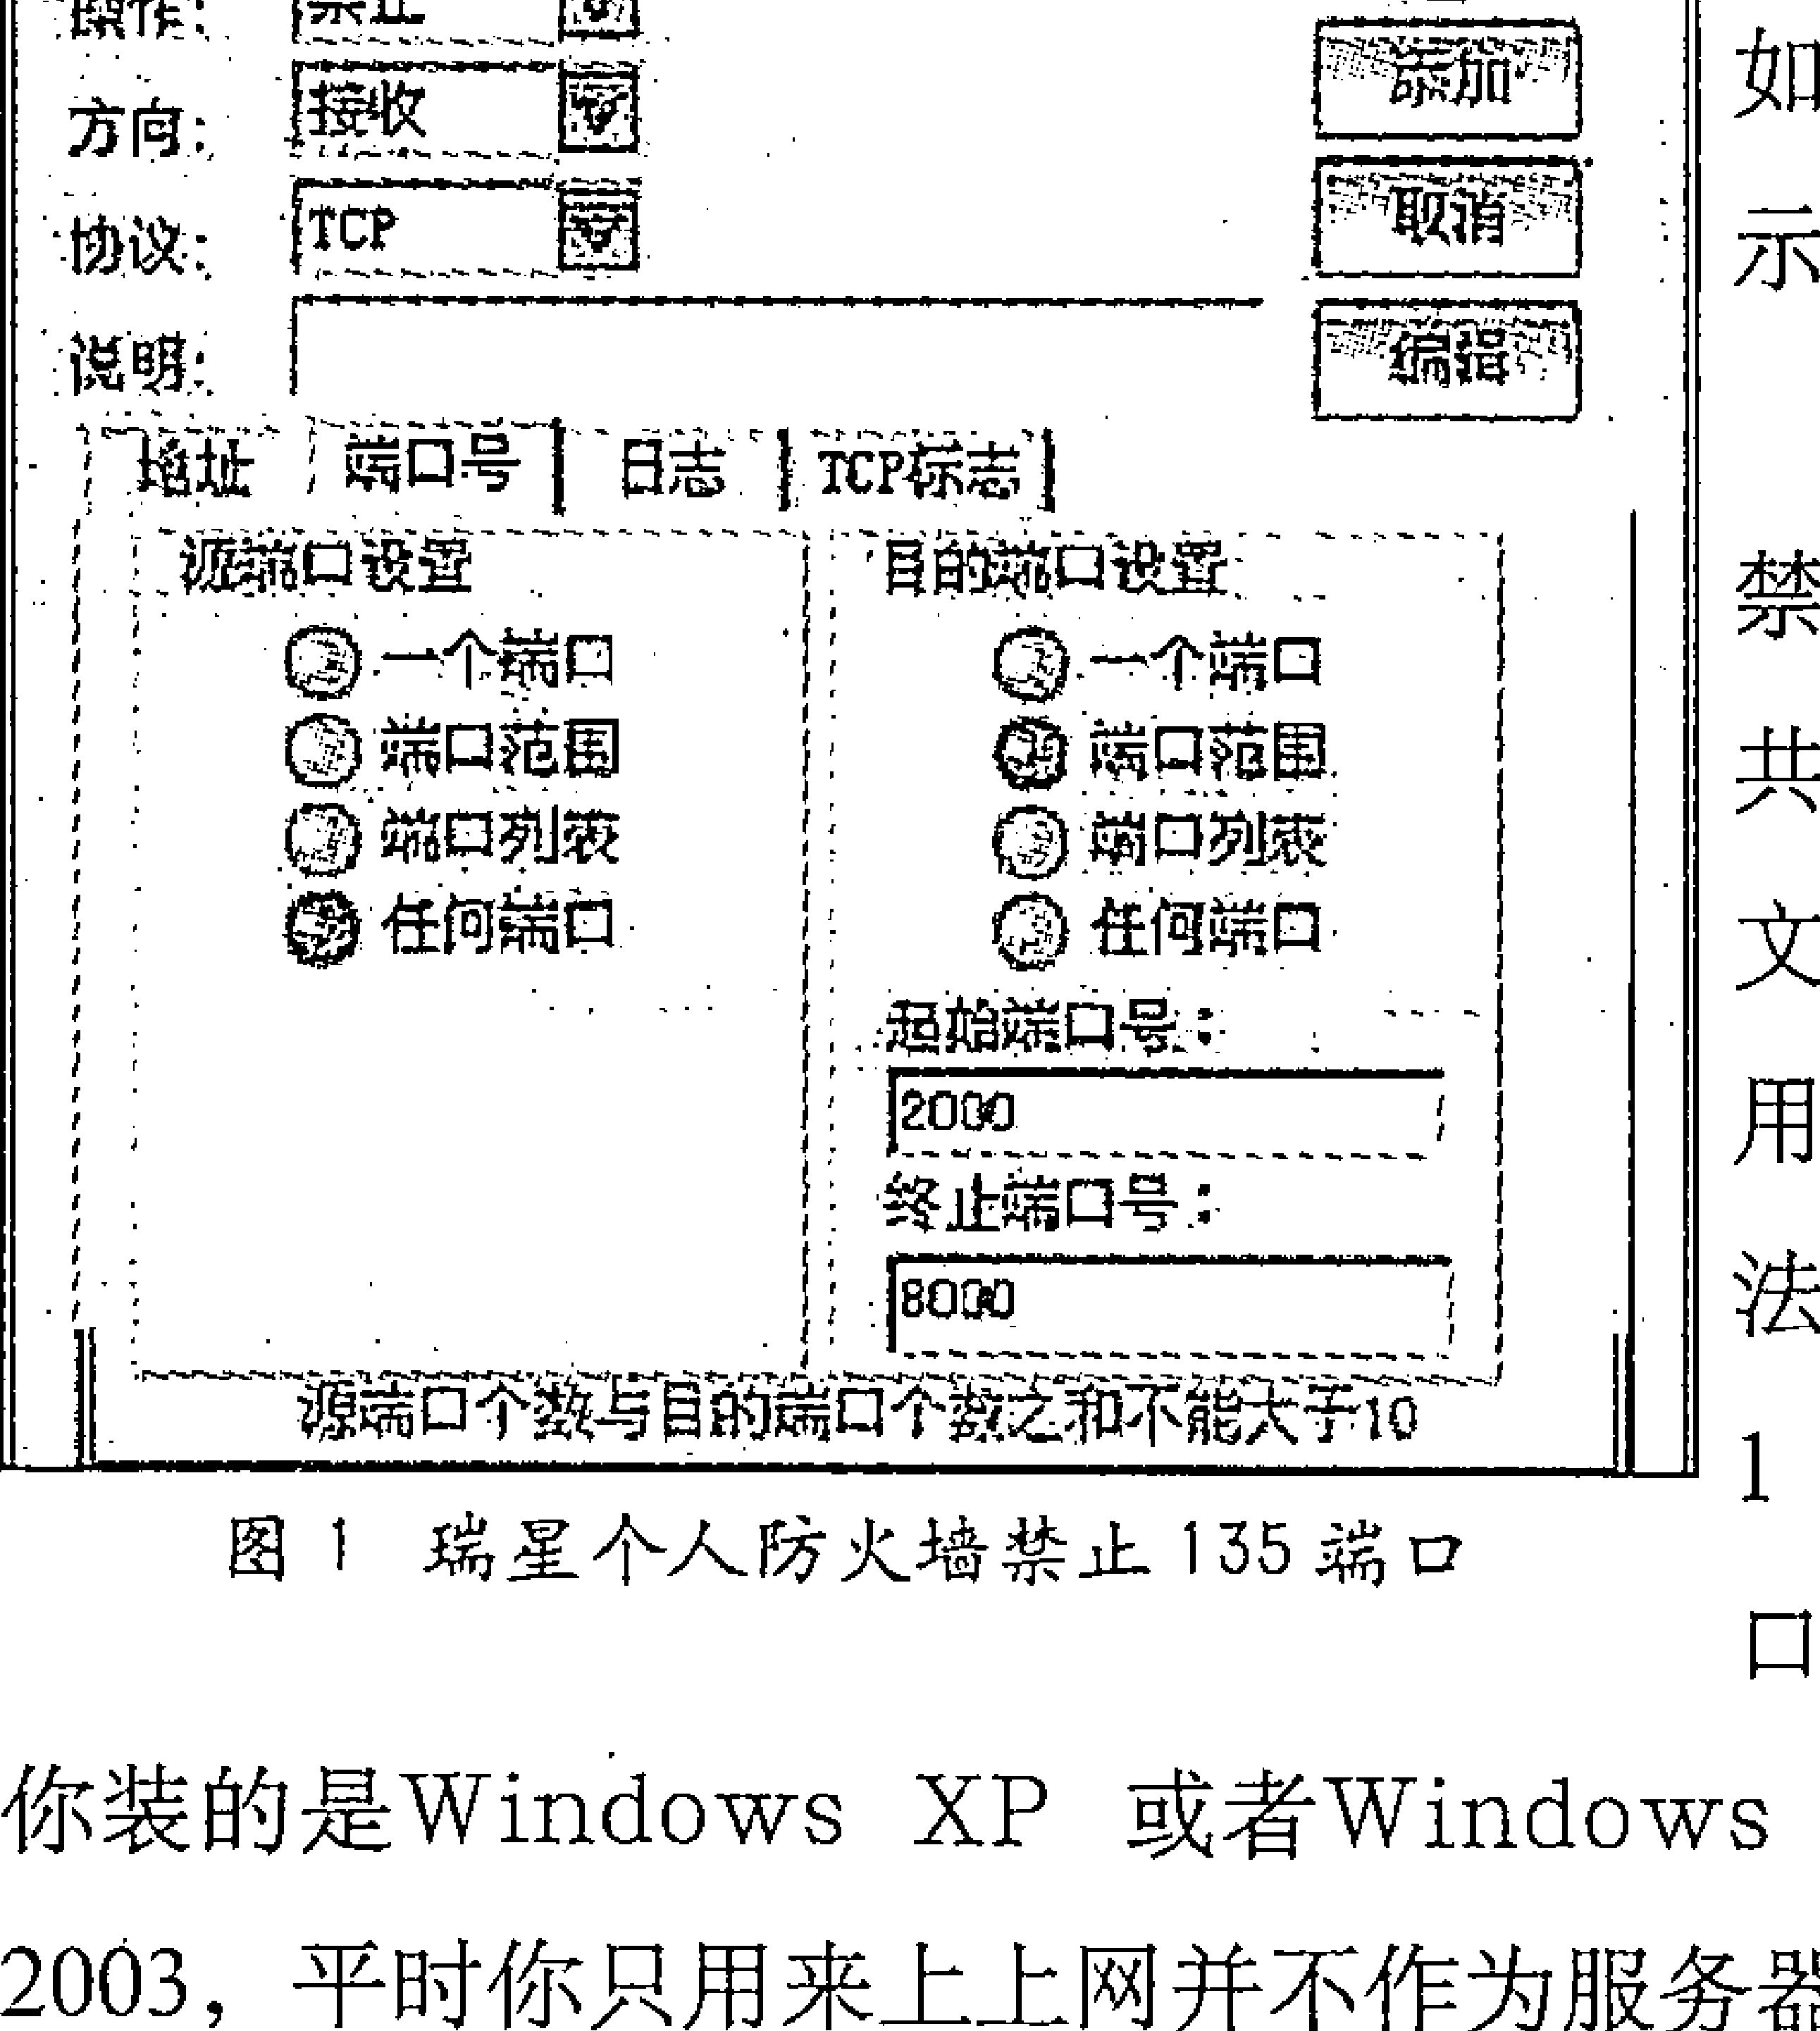 操作: 禁止
方向: 接收 添加
协议: TCP 取消
说明: 编辑
地址 端口号 日志 TCP标志
源端口设置 目的端口设置
一个端口 一个端口
端口范围 端口范围
端口列表 端口列表
任何端口 任何端口
起始端口号:
2000
终止端口号:
8000
源端口个数与目的端口个数之和不能大于10
图 1 瑞星个人防火墙禁止 135 端口
如
示
禁
共
文
用
法
1
口
你装的是Windows XP 或者Windows
2003，平时你只用来上上网并不作为服务器